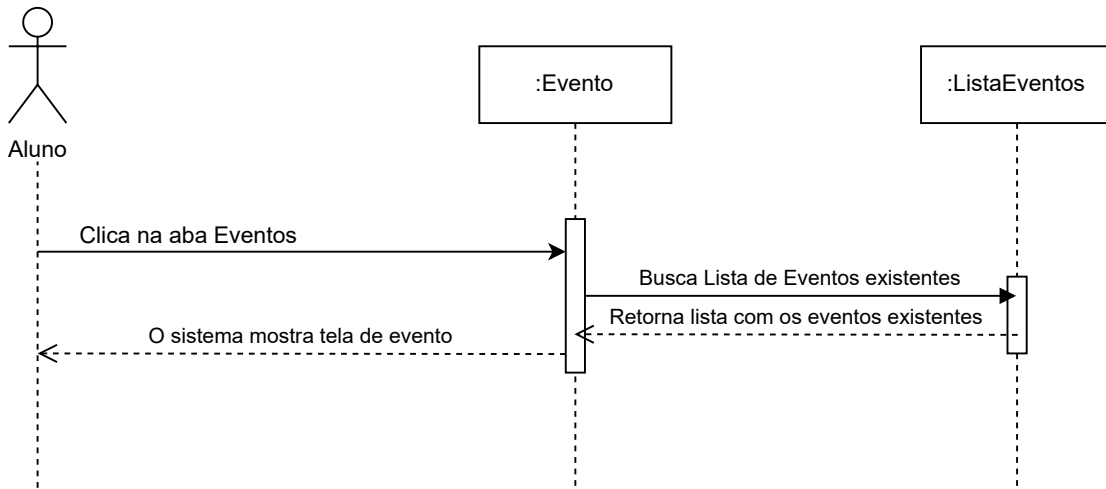 :Evento
:ListaEventos
Aluno
Clica na aba Eventos
Busca Lista de Eventos existentes
Retorna lista com os eventos existentes
O sistema mostra tela de evento